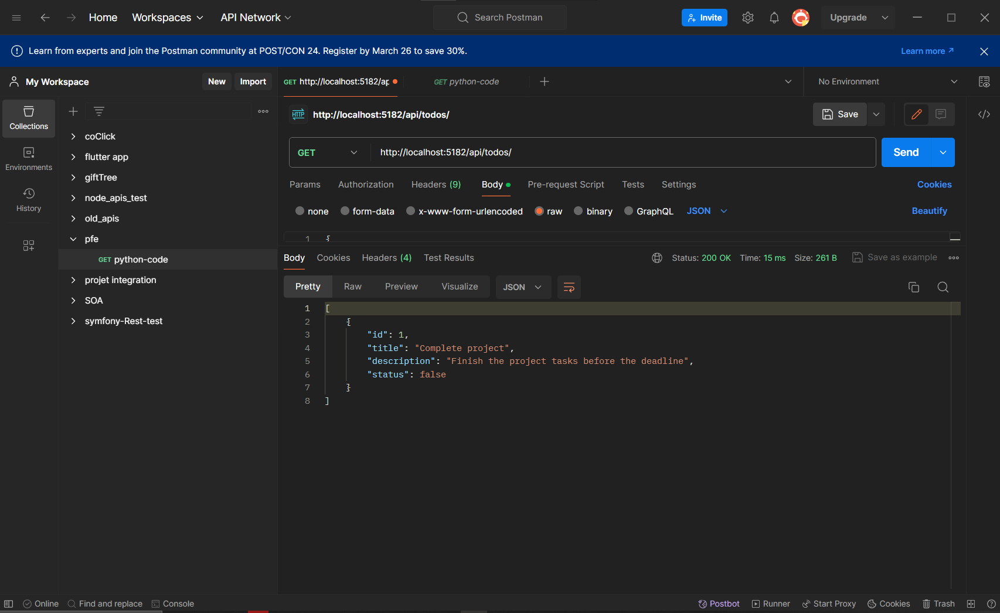 Home Workspaces API Network Search Postman Invite Upgrade
Learn from experts and join the Postman community at POST/CON 24. Register by March 26 to save 30%. Learn more
My Workspace New Import GET http://localhost:5182/ap GET python-code No Environment
Collections
Environments
History
coClick
flutter app
giftTree
node_apis_test
old_apis
pfe
GET python-code
projet integration
SOA
symfony-Rest-test
HTTP http://localhost:5182/api/todos/ Save
GET http://localhost:5182/api/todos/ Send
Params Authorization Headers (9) Body Pre-request Script Tests Settings Cookies
none form-data x-www-form-urlencoded raw binary GraphQL JSON Beautify
1 {
Body Cookies Headers (4) Test Results Status: 200 OK Time: 15 ms Size: 261 B Save as example
Pretty Raw Preview Visualize JSON
1 [
2 {
3 "id": 1,
4 "title": "Complete project",
5 "description": "Finish the project tasks before the deadline",
6 "status": false
7 }
8 ]
Online Find and replace Console Postbot Runner Start Proxy Cookies Trash